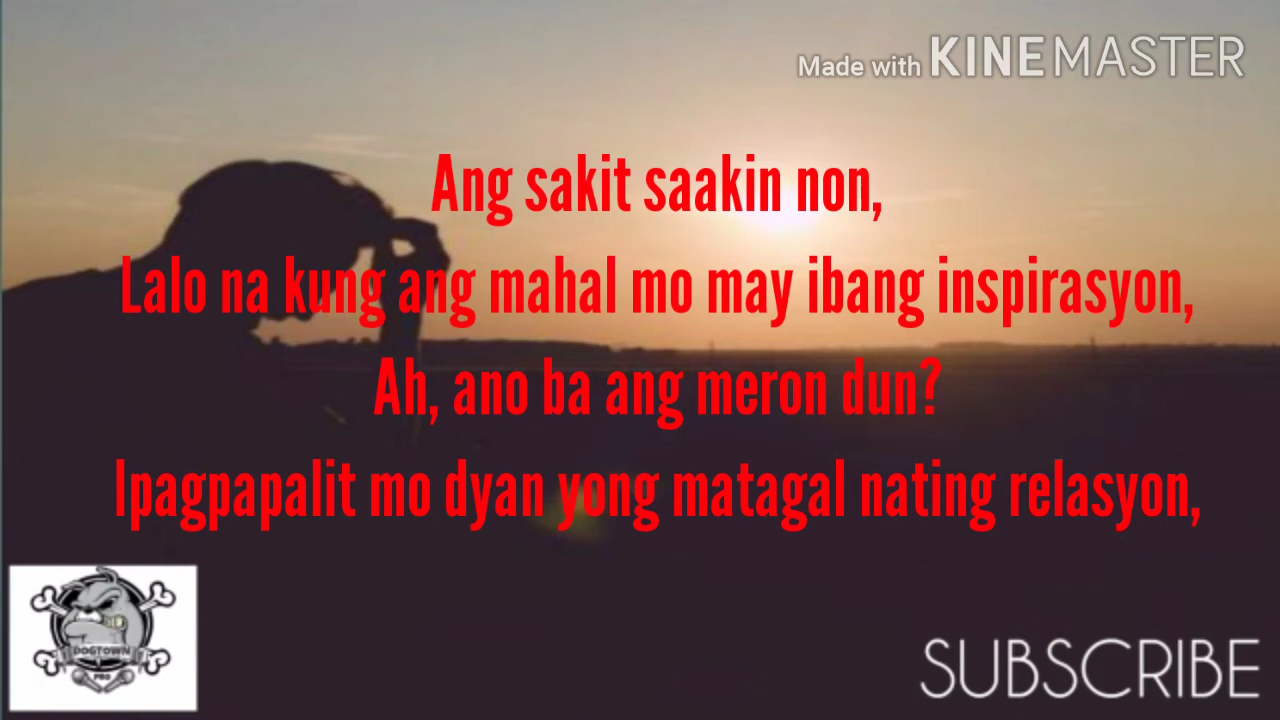 Made with KINEMASTER
Ang sakit saakin non,
Lalo na kung ang mahal mo may ibang inspirasyon,
Ah, ano ba ang meron dun?
Ipagpapalit mo dyan yong matagal nating relasyon,
DOGTOWN
PRO
SUBSCRIBE